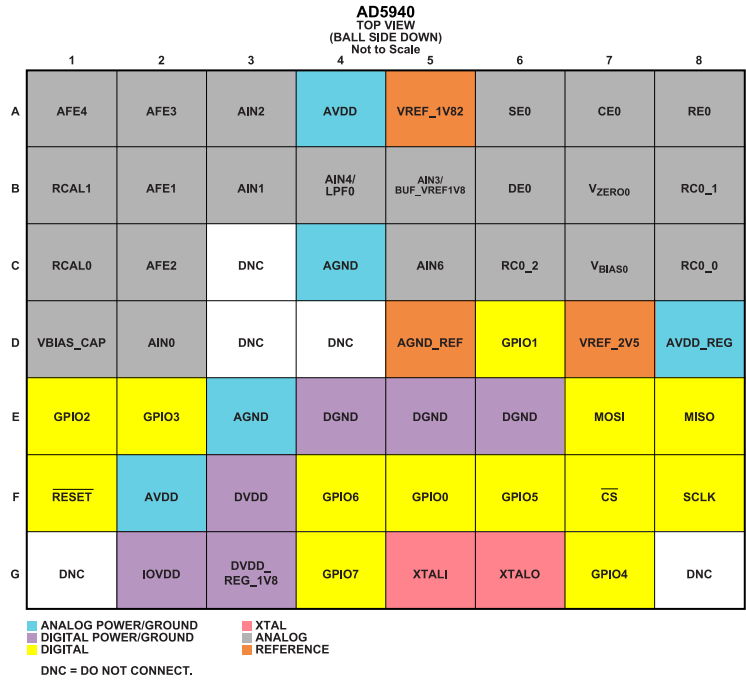 AD5940
TOP VIEW
(BALL SIDE DOWN)
Not to Scale
1 2 3 4 5 6 7 8
A AFE4 AFE3 AIN2 AVDD VREF_1V82 SE0 CE0 RE0
B RCAL1 AFE1 AIN1 AIN4/ LPF0 AIN3/ BUF_VREF1V8 DE0 VZERO0 RC0_1
C RCAL0 AFE2 DNC AGND AIN6 RC0_2 VBIAS0 RC0_0
D VBIAS_CAP AIN0 DNC DNC AGND_REF GPIO1 VREF_2V5 AVDD_REG
E GPIO2 GPIO3 AGND DGND DGND DGND MOSI MISO
F RESET AVDD DVDD GPIO6 GPIO0 GPIO5 CS SCLK
G DNC IOVDD DVDD_ REG_1V8 GPIO7 XTALI XTALO GPIO4 DNC
ANALOG POWER/GROUND XTAL
DIGITAL POWER/GROUND ANALOG
DIGITAL REFERENCE
DNC = DO NOT CONNECT.